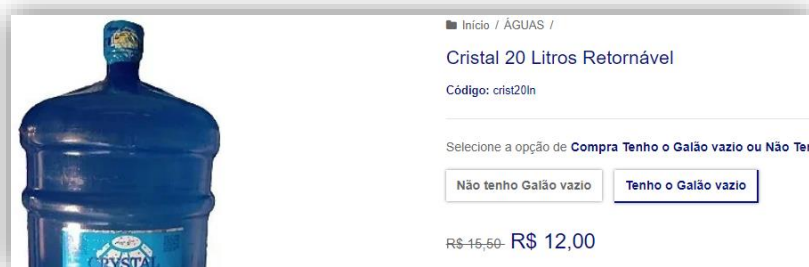 Início / ÁGUAS /
Cristal 20 Litros Retornável
Código: crist20ln
Selecione a opção de Compra Tenho o Galão vazio ou Não Ter
Não tenho Galão vazio
Tenho o Galão vazio
R$ 15,50 R$ 12,00
CRYSTAL